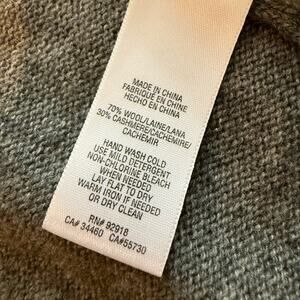 MADE IN CHINA
FABRIQUÉ EN CHINE
HECHO EN CHINA
70% WOOL/LAINE/LANA
30% CASHMERE/CACHEMIRE/
CACHEMIR
HAND WASH COLD
USE MILD DETERGENT
NON-CHLORINE BLEACH
WHEN NEEDED
LAY FLAT TO DRY
WARM IRON IF NEEDED
OR DRY CLEAN
RN# 92918
CA# 34460 CA#55730